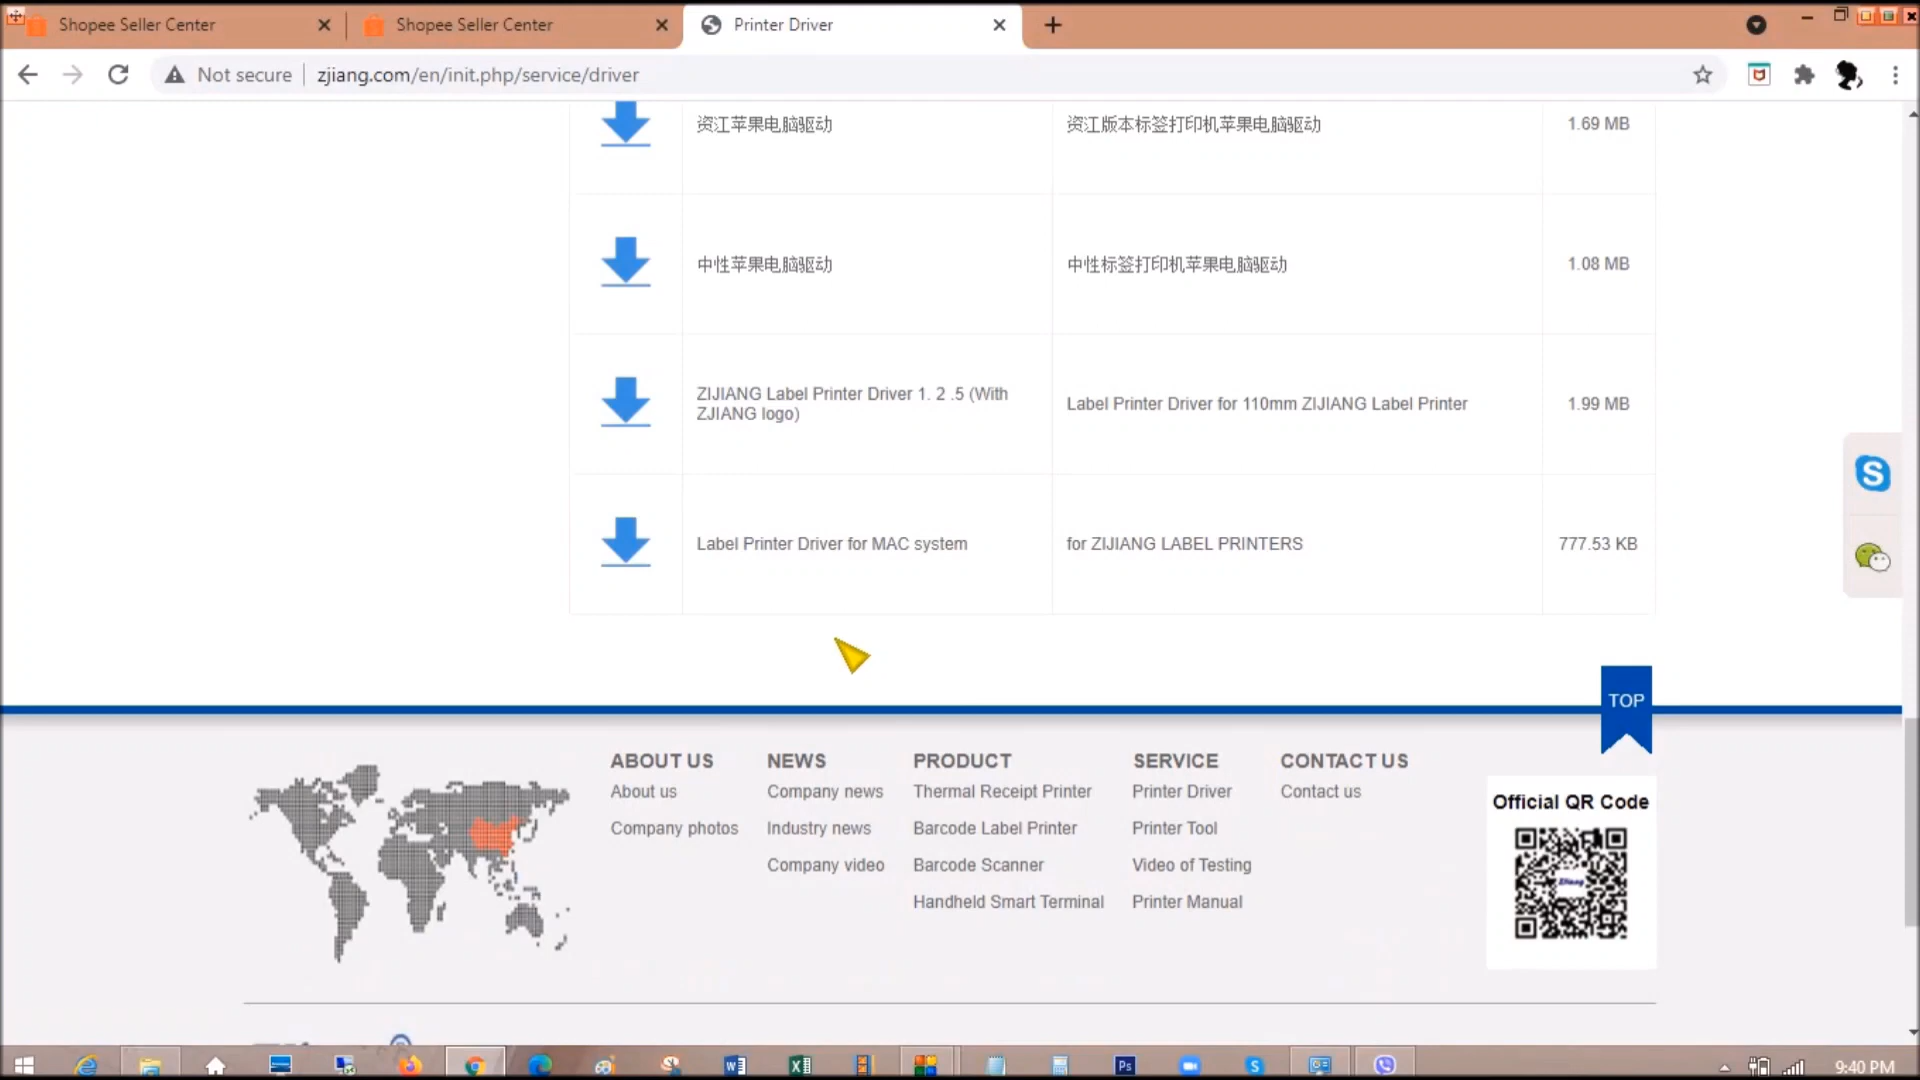 Shopee Seller Center
Shopee Seller Center
Printer Driver
Not secure
zjiang.com/en/init.php/service/driver
资江苹果电脑驱动
资江版本标签打印机苹果电脑驱动
1.69 MB
中性苹果电脑驱动
中性标签打印机苹果电脑驱动
1.08 MB
ZIJIANG Label Printer Driver 1. 2 .5 (With
ZJIANG logo)
Label Printer Driver for 110mm ZIJIANG Label Printer
1.99 MB
Label Printer Driver for MAC system
for ZIJIANG LABEL PRINTERS
777.53 KB
TOP
ABOUT US
About us
Company photos
NEWS
Company news
Industry news
Company video
PRODUCT
Thermal Receipt Printer
Barcode Label Printer
Barcode Scanner
Handheld Smart Terminal
SERVICE
Printer Driver
Printer Tool
Video of Testing
Printer Manual
CONTACT US
Contact us
Official QR Code
9:40 PM